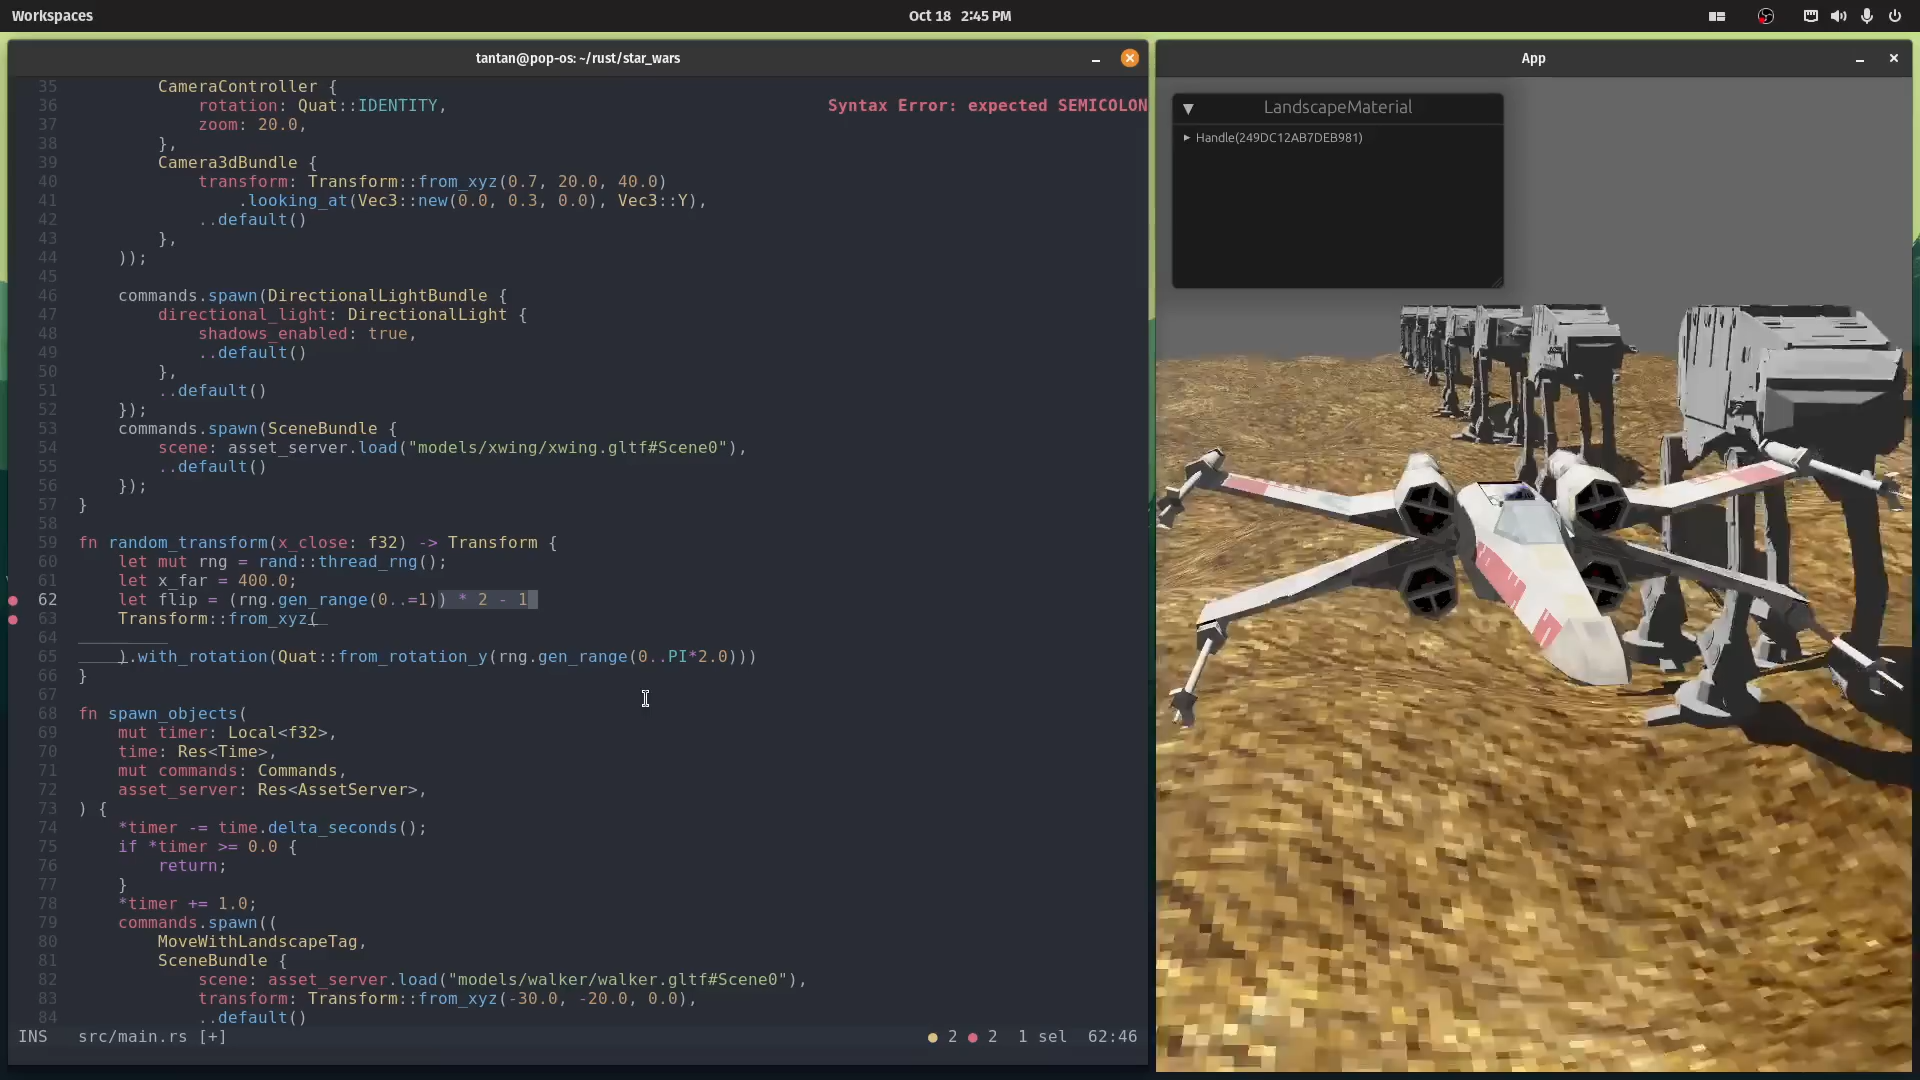 Workspaces
Oct 18 2:45 PM
tantan@pop-os: ~/rust/star_wars
35 CameraController {
36 rotation: Quat::IDENTITY, Syntax Error: expected SEMICOLON
37 zoom: 20.0,
38 },
39 Camera3dBundle {
40 transform: Transform::from_xyz(0.7, 20.0, 40.0)
41 .looking_at(Vec3::new(0.0, 0.3, 0.0), Vec3::Y),
42 ..default()
43 },
44 ));
45
46 commands.spawn(DirectionalLightBundle {
47 directional_light: DirectionalLight {
48 shadows_enabled: true,
49 ..default()
50 },
51 ..default()
52 });
53 commands.spawn(SceneBundle {
54 scene: asset_server.load("models/xwing/xwing.gltf#Scene0"),
55 ..default()
56 });
57 }
58
59 fn random_transform(x_close: f32) -> Transform {
60 let mut rng = rand::thread_rng();
61 let x_far = 400.0;
62 let flip = (rng.gen_range(0..=1)) * 2 - 1
63 Transform::from_xyz(
64
65 ).with_rotation(Quat::from_rotation_y(rng.gen_range(0..PI*2.0)))
66 }
67
68 fn spawn_objects(
69 mut timer: Local<f32>,
70 time: Res<Time>,
71 mut commands: Commands,
72 asset_server: Res<AssetServer>,
73 ) {
74 *timer -= time.delta_seconds();
75 if *timer >= 0.0 {
76 return;
77 }
78 *timer += 1.0;
79 commands.spawn((
80 MoveWithLandscapeTag,
81 SceneBundle {
82 scene: asset_server.load("models/walker/walker.gltf#Scene0"),
83 transform: Transform::from_xyz(-30.0, -20.0, 0.0),
84 ..default()
INS src/main.rs [+] 2 2 1 sel 62:46
App
LandscapeMaterial
Handle(249DC12AB7DEB981)